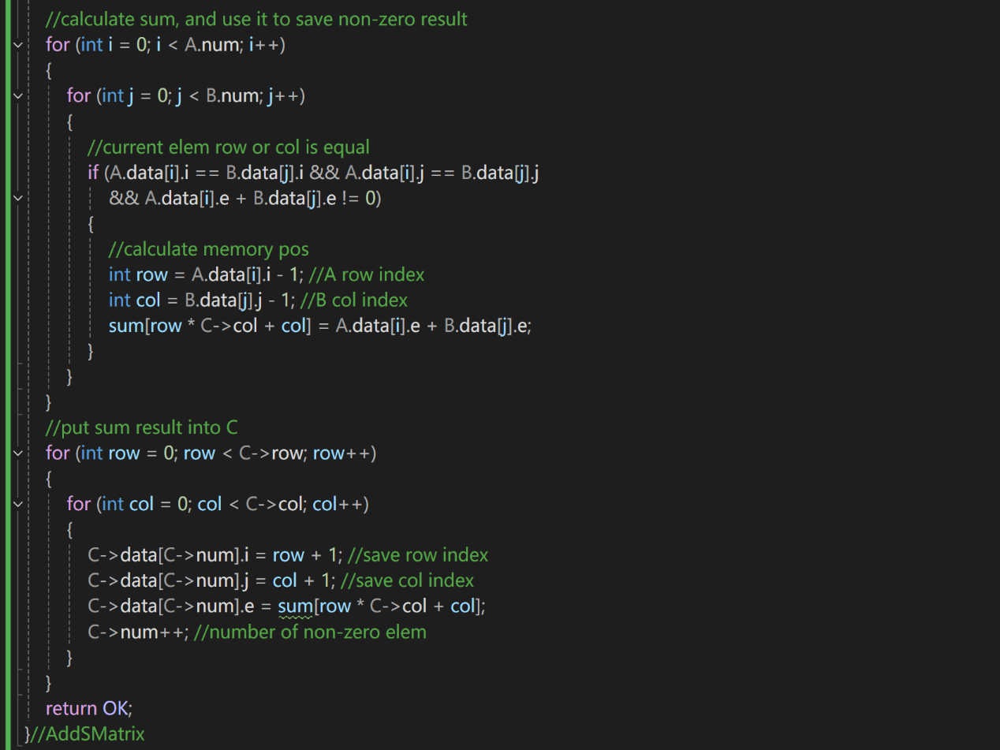 //calculate sum, and use it to save non-zero result
for (int i = 0; i < A.num; i++)
{
for (int j = 0; j < B.num; j++)
{
//current elem row or col is equal
if (A.data[i].i == B.data[j].i && A.data[i].j == B.data[j].j
&& A.data[i].e + B.data[j].e != 0)
{
//calculate memory pos
int row = A.data[i].i - 1; //A row index
int col = B.data[j].j - 1; //B col index
sum[row * C->col + col] = A.data[i].e + B.data[j].e;
}
}
}
//put sum result into C
for (int row = 0; row < C->row; row++)
{
for (int col = 0; col < C->col; col++)
{
C->data[C->num].i = row + 1; //save row index
C->data[C->num].j = col + 1; //save col index
C->data[C->num].e = sum[row * C->col + col];
C->num++; //number of non-zero elem
}
}
return OK;
}//AddSMatrix